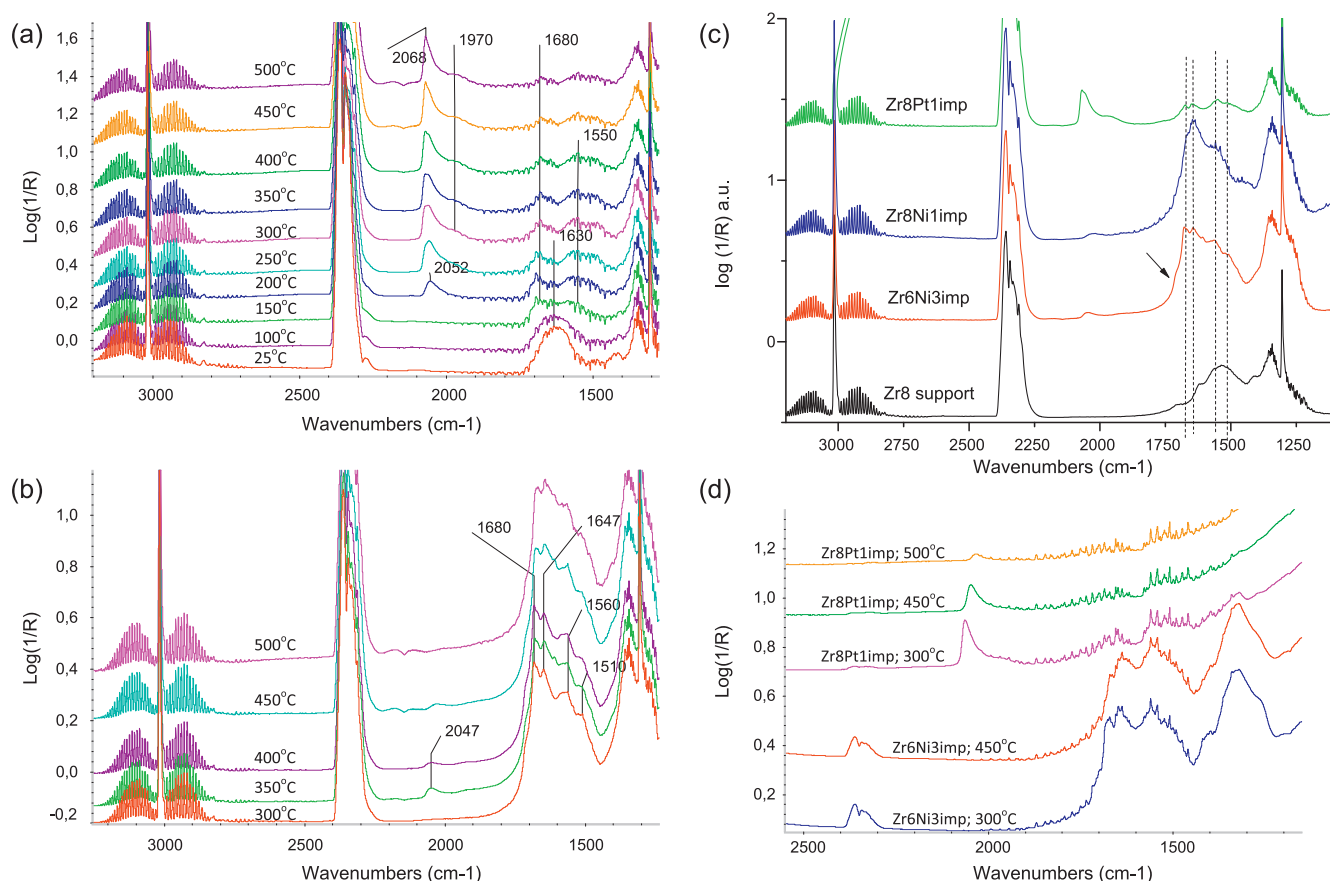 (a)
1,6
1,4
1,2
1,0
0,8
0,6
0,4
0,2
0,0
Log(1/R)
500°C
450°C
400°C
350°C
300°C
250°C
200°C
150°C
100°C
25°C
2068
1970
1680
1550
1630
2052
3000
2500
2000
1500
Wavenumbers (cm-1)
(b)
1,0
0,8
0,6
0,4
0,2
0,0
-0,2
Log(1/R)
500°C
450°C
400°C
350°C
300°C
1680
1647
1560
1510
2047
3000
2500
2000
1500
Wavenumbers (cm-1)
(c)
2
1
0
log (1/R) a.u.
Zr8Pt1imp
Zr8Ni1imp
Zr6Ni3imp
Zr8 support
3000
2750
2500
2250
2000
1750
1500
1250
Wavenumbers (cm-1)
(d)
1,2
1,0
0,8
0,6
0,4
0,2
Log(1/R)
Zr8Pt1imp; 500°C
Zr8Pt1imp; 450°C
Zr8Pt1imp; 300°C
Zr6Ni3imp; 450°C
Zr6Ni3imp; 300°C
2500
2000
1500
Wavenumbers (cm-1)